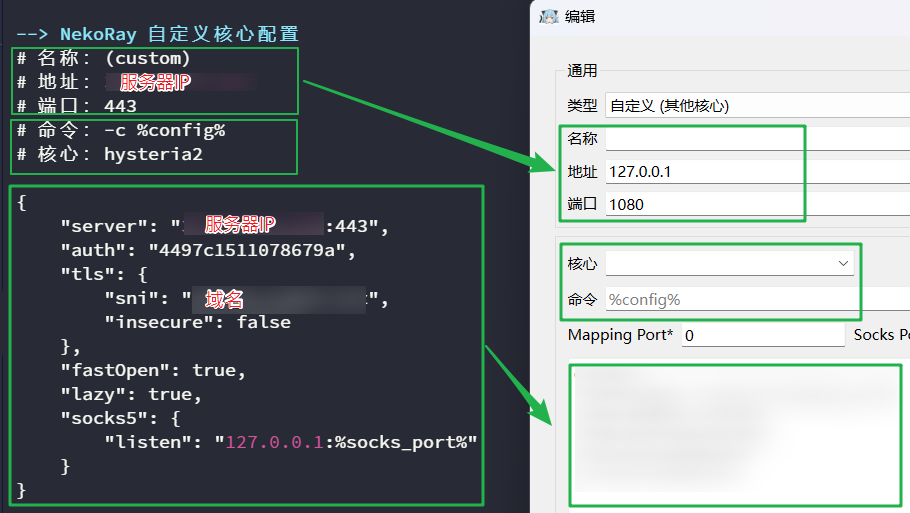 --> NekoRay 自定义核心配置
# 名称: (custom)
# 地址: 服务器IP
# 端口: 443
# 命令: -c %config%
# 核心: hysteria2
{
"server": "服务器IP:443",
"auth": "4497c1511078679a",
"tls": {
"sni": "域名",
"insecure": false
},
"fastOpen": true,
"lazy": true,
"socks5": {
"listen": "127.0.0.1:%socks_port%"
}
}
编辑
通用
类型 自定义 (其他核心)
名称
地址 127.0.0.1
端口 1080
核心
命令 %config%
Mapping Port* 0 Socks Po